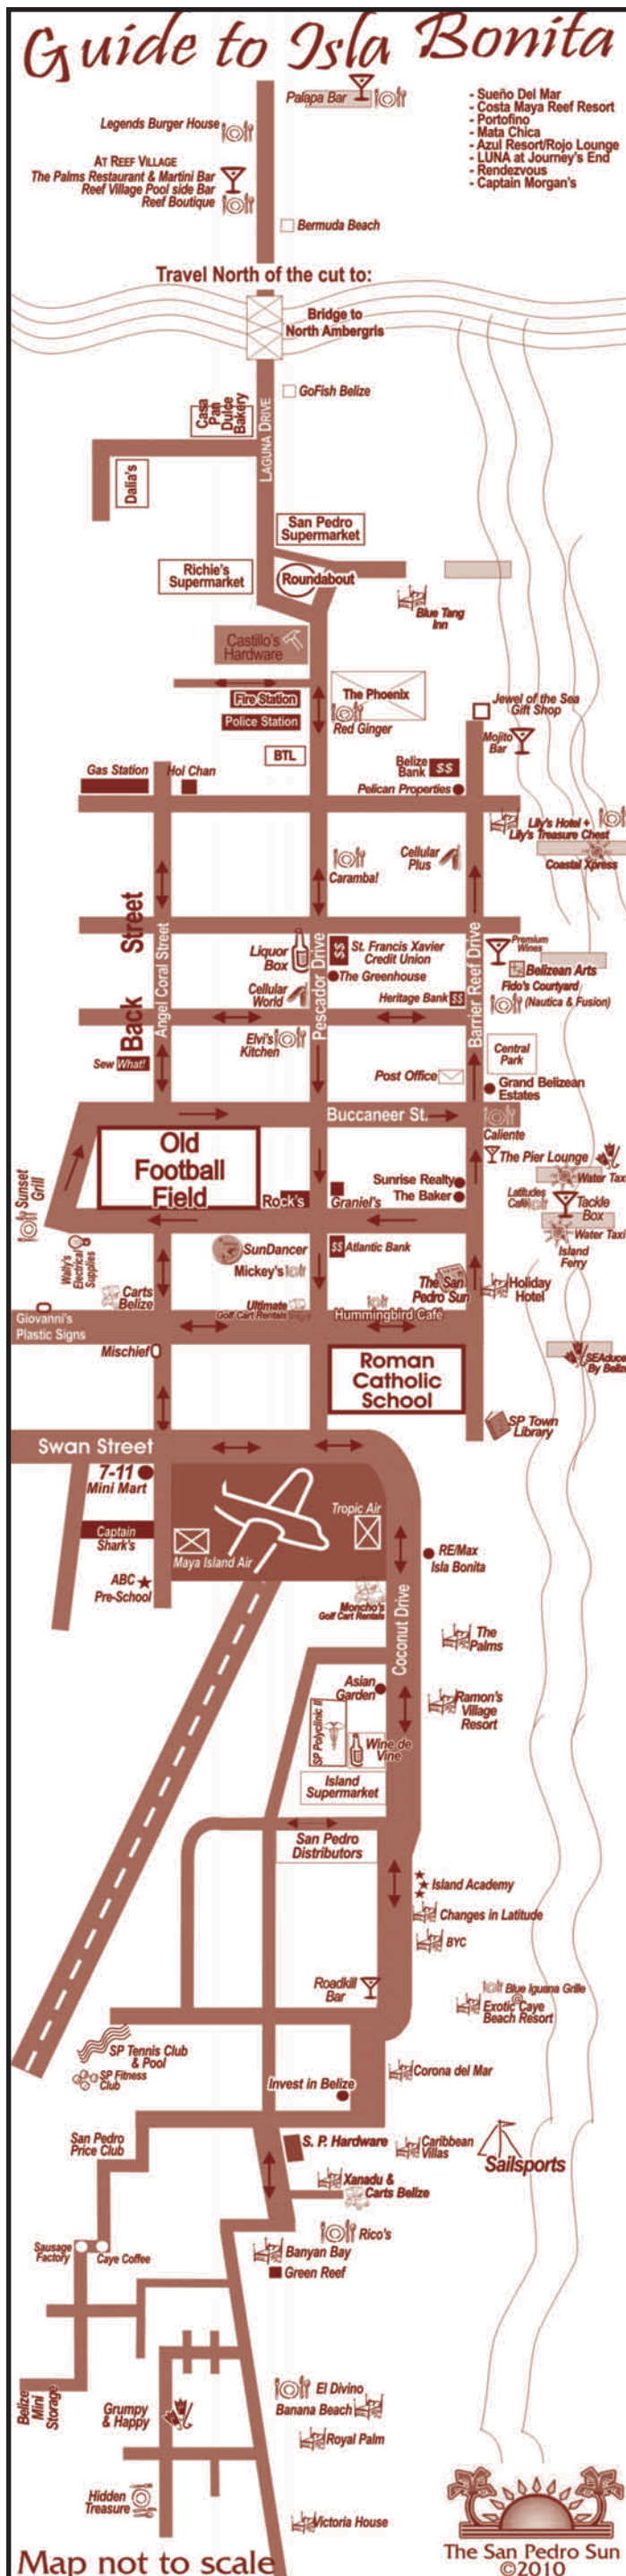 Guide to Isla Bonita
Palapa Bar
- Sueño Del Mar
- Costa Maya Reef Resort
- Portofino
- Mata Chica
- Azul Resort/Rojo Lounge
- LUNA at Journey's End
- Rendezvous
- Captain Morgan's
Legends Burger House
AT REEF VILLAGE
The Palms Restaurant & Martini Bar
Reef Village Pool side Bar
Reef Boutique
Bermuda Beach
Travel North of the cut to:
Bridge to
North Ambergris
GoFish Belize
Casa
Pan
Dulce
Bakery
LAGUNA DRIVE
Dalia's
San Pedro
Supermarket
Richie's
Supermarket
Roundabout
Blue Tang
Inn
Castillo's
Hardware
Fire Station
Police Station
The Phoenix
Red Ginger
Jewel of the Sea
Gift Shop
Mojito
Bar
BTL
Belize
Bank
$$
Gas Station
Hol Chan
Pelican Properties
Lily's Hotel +
Lily's Treasure Chest
Coastal Xpress
Caramba!
Cellular
Plus
Back Street
Angel Coral Street
Pescador Drive
Barrier Reef Drive
Liquor
Box
$$
St. Francis Xavier
Credit Union
The Greenhouse
Premium
Wines
Belizean Arts
Fido's Courtyard
(Nautica & Fusion)
Cellular
World
Heritage Bank
$$
Elvi's
Kitchen
Central
Park
Sew What!
Post Office
Grand Belizean
Estates
Buccaneer St.
Caliente
Old
Football
Field
The Pier Lounge
Water Taxi
Sunset
Grill
Sunrise Realty
The Baker
Rock's
Graniel's
Latitudes
Café
Tackle
Box
Water Taxi
Island
Ferry
Wally's
Electrical
Supplies
SunDancer
$$
Atlantic Bank
Mickey's
Carts
Belize
The San
Pedro Sun
Holiday
Hotel
Ultimate
Golf Cart Rentals
Hummingbird Café
Giovanni's
Plastic Signs
Mischief
Roman
Catholic
School
SEAduced
By Belize
SP Town
Library
Swan Street
7-11
Mini Mart
Captain
Shark's
Tropic Air
Maya Island Air
RE/Max
Isla Bonita
ABC
Pre-School
Moncho's
Golf Cart Rentals
Coconut Drive
The
Palms
Asian
Garden
Ramon's
Village
Resort
SP Polyclinic II
Wine de
Vine
Island
Supermarket
San Pedro
Distributors
Island Academy
Changes in Latitude
BYC
Roadkill
Bar
Blue Iguana Grille
Exotic Caye
Beach Resort
SP Tennis Club
& Pool
SP Fitness
Club
Corona del Mar
Invest in Belize
San Pedro
Price Club
S. P. Hardware
Caribbean
Villas
Sailsports
Xanadu &
Carts Belize
Rico's
Sausage
Factory
Caye Coffee
Banyan Bay
Green Reef
Belize
Mini
Storage
Grumpy
& Happy
El Divino
Banana Beach
Royal Palm
Hidden
Treasure
Victoria House
Map not to scale
The San Pedro Sun
©2010